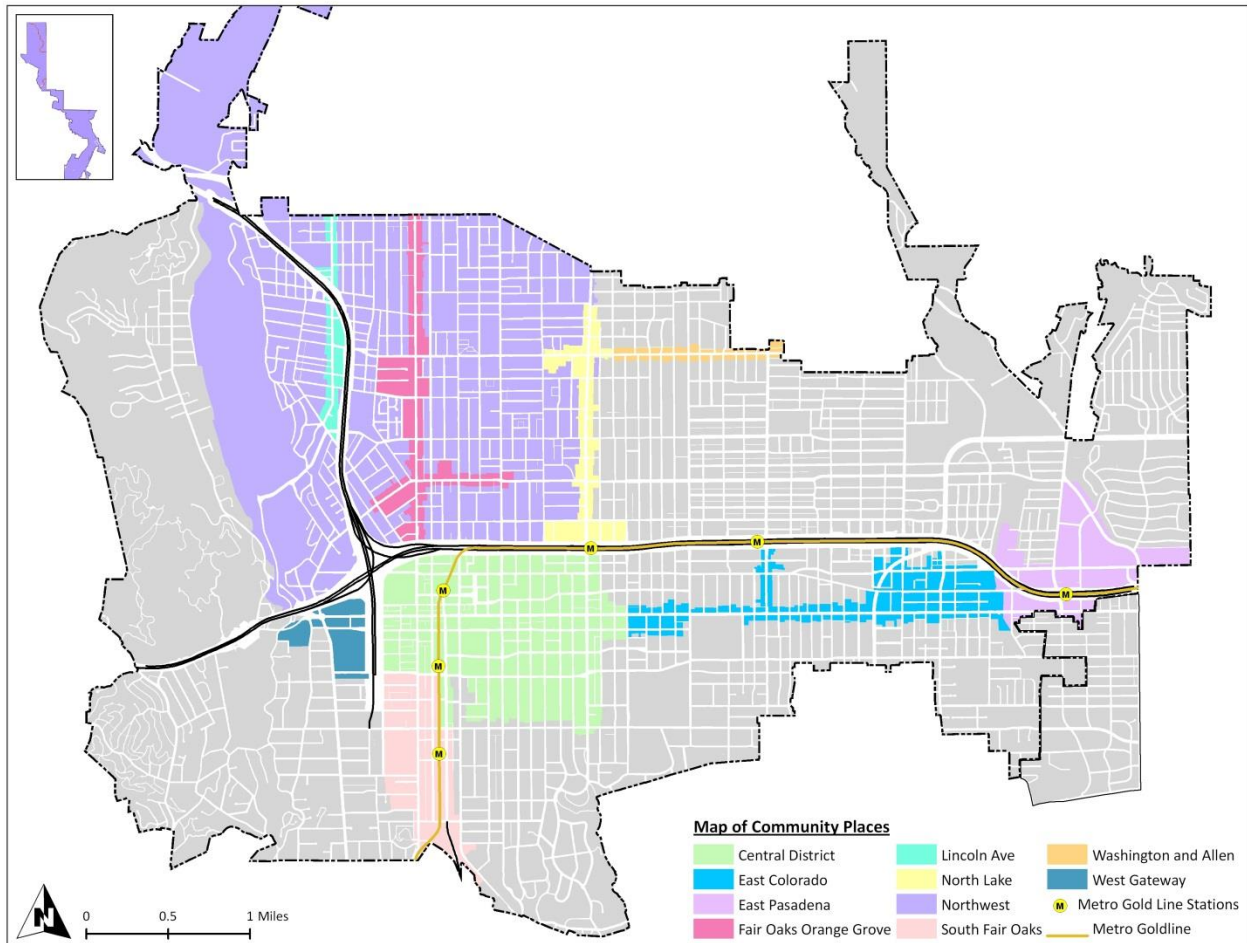 M
M
M
M
M
M
Map of Community Places
Central District
East Colorado
East Pasadena
Fair Oaks Orange Grove
Lincoln Ave
North Lake
Northwest
South Fair Oaks
Washington and Allen
West Gateway
M Metro Gold Line Stations
Metro Goldline
N
0 0.5 1 Miles